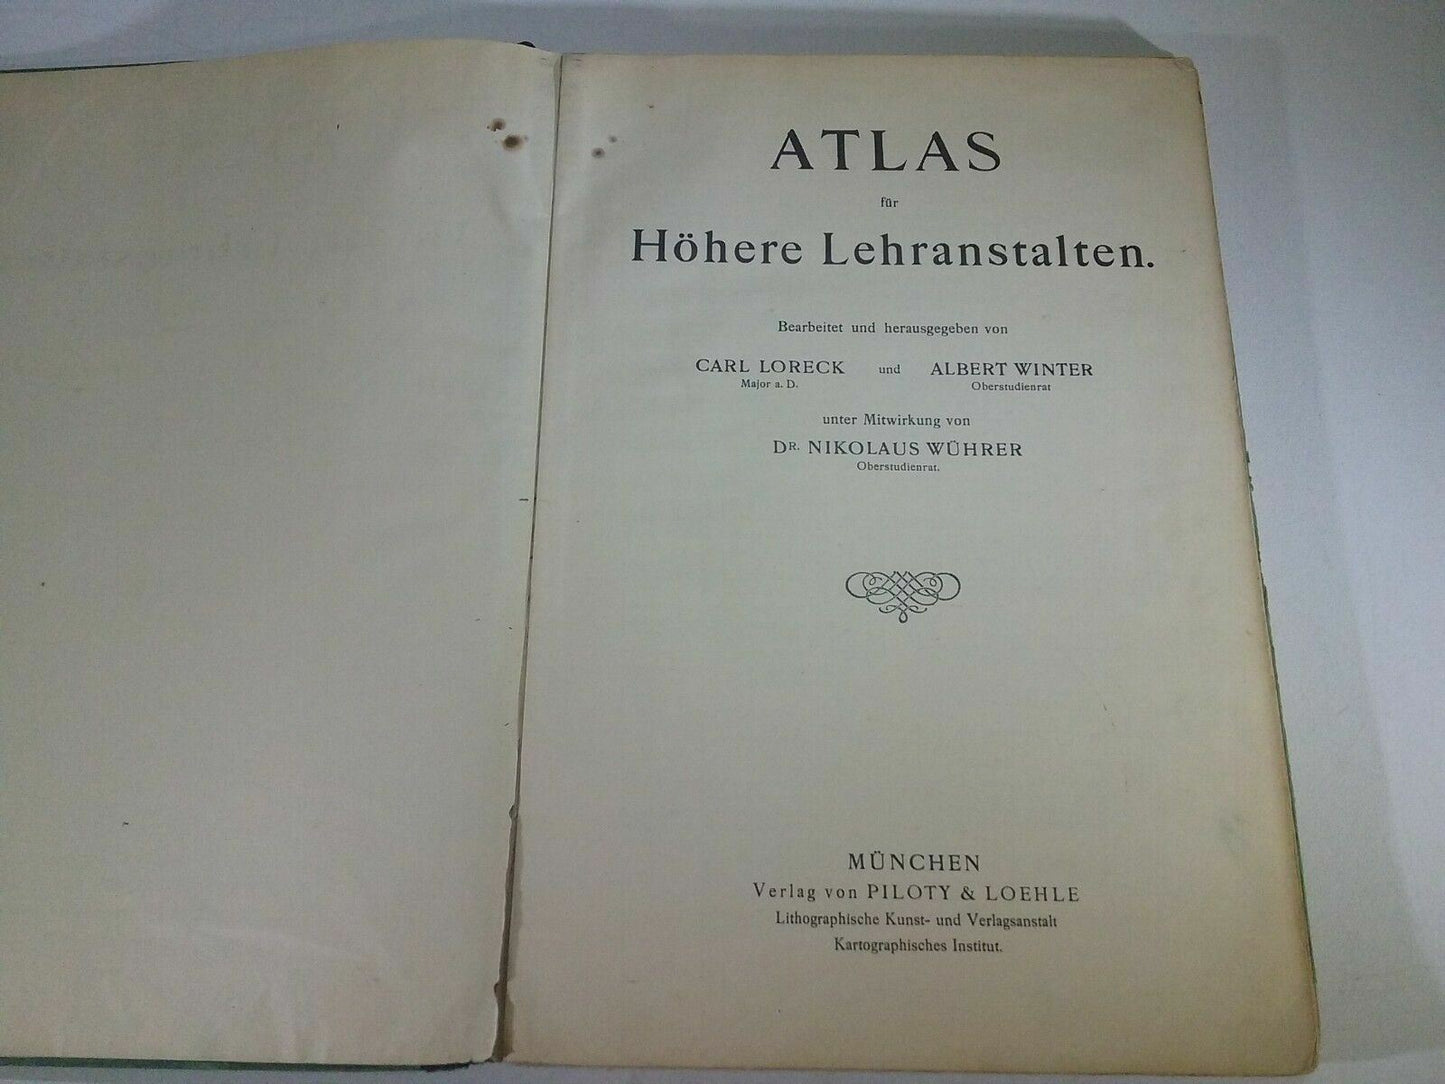 ATLAS
für
Höhere Lehranstalten.
Bearbeitet und herausgegeben von
CARL LORECK und ALBERT WINTER
Major a. D. Oberstudienrat
unter Mitwirkung von
DR. NIKOLAUS WÜHRER
Oberstudienrat.
MÜNCHEN
Verlag von PILOTY & LOEHLE
Lithographische Kunst- und Verlagsanstalt
Kartographisches Institut.